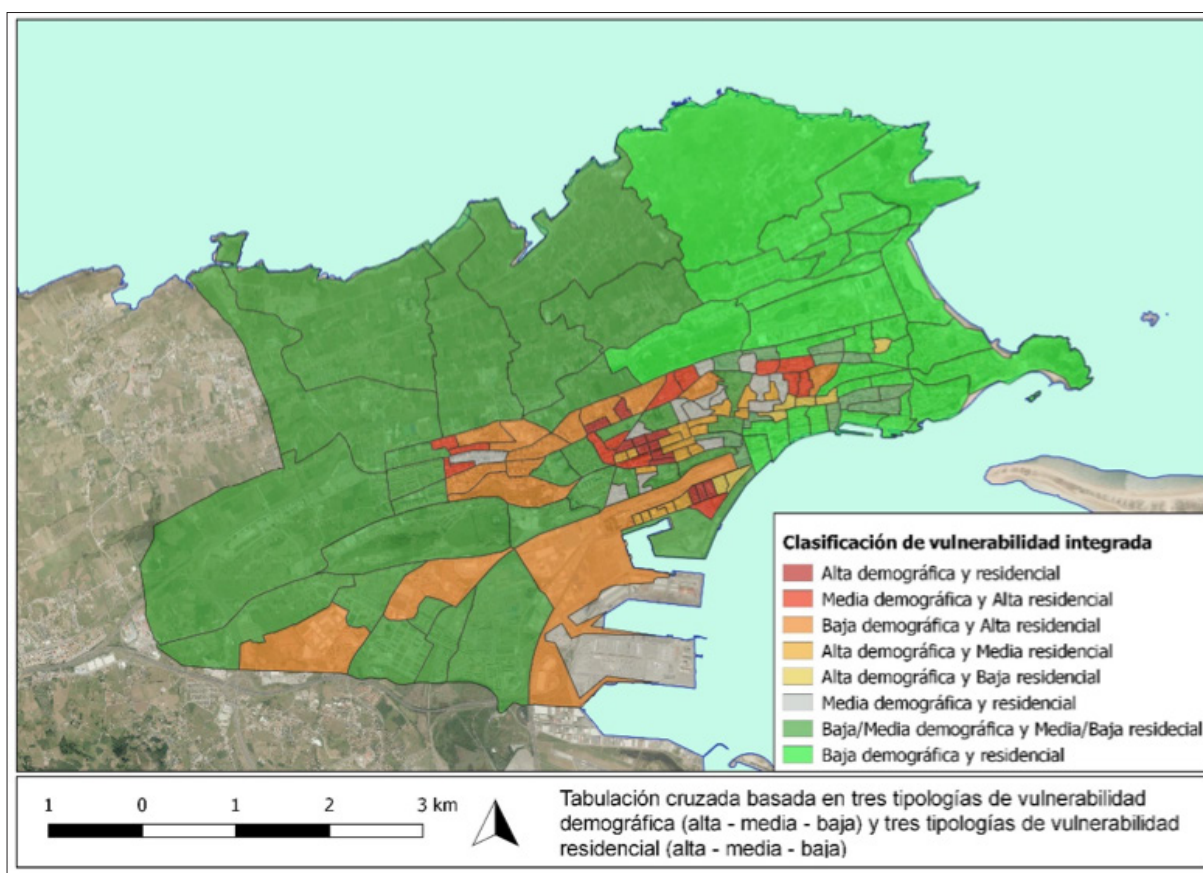 Clasificación de vulnerabilidad integrada
Alta demográfica y residencial
Media demográfica y Alta residencial
Baja demográfica y Alta residencial
Alta demográfica y Media residencial
Alta demográfica y Baja residencial
Media demográfica y residencial
Baja/Media demográfica y Media/Baja residecial
Baja demográfica y residencial
1 0 1 2 3 km
Tabulación cruzada basada en tres tipologías de vulnerabilidad
demográfica (alta - media - baja) y tres tipologías de vulnerabilidad
residencial (alta - media - baja)